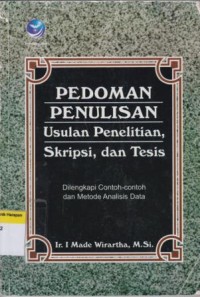 PEDOMAN
PENULISAN
Usulan Penelitian,
Skripsi, dan Tesis
Dilengkapi Contoh-contoh
dan Metode Analisis Data
Ir. I Made Wirartha, M.Si.